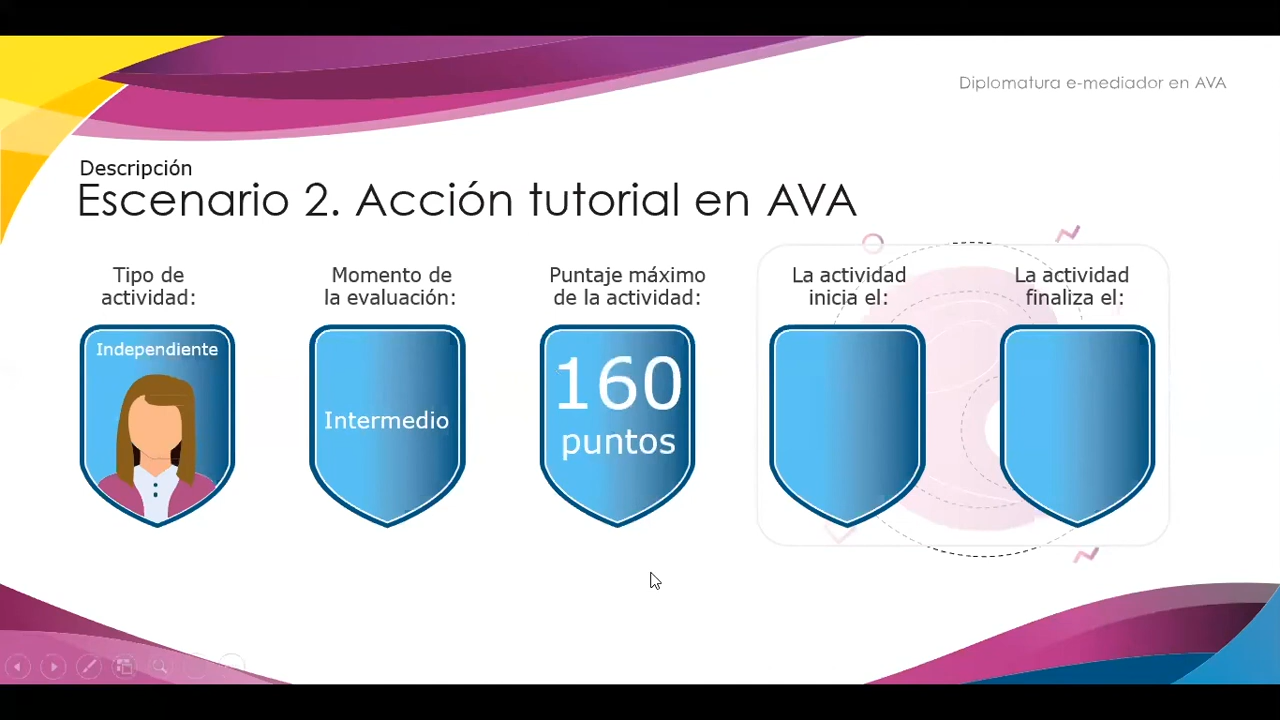 Diplomatura e-mediador en AVA
Descripción
Escenario 2. Acción tutorial en AVA
Tipo de
actividad:
Independiente
Momento de
la evaluación:
Intermedio
Puntaje máximo
de la actividad:
160
puntos
La actividad
inicia el:
La actividad
finaliza el: